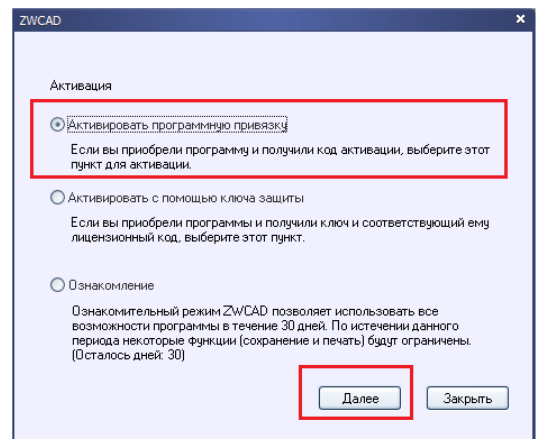 ZWCAD
Активация
Активировать программную привязку
Если вы приобрели программу и получили код активации, выберите этот
пункт для активации.
Активировать с помощью ключа защиты
Если вы приобрели программы и получили ключ и соответствующий ему
лицензионный код, выберите этот пункт.
Ознакомление
Ознакомительный режим ZWCAD позволяет использовать все
возможности программы в течение 30 дней. По истечении данного
периода некоторые функции (сохранение и печать) будут ограничены.
(Осталось дней: 30)
Далее
Закрыть